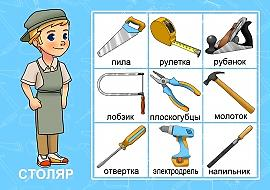 пила рулетка рубанок
лобзик плоскогубцы молоток
СТОЛЯР
отвертка электродрель напильник